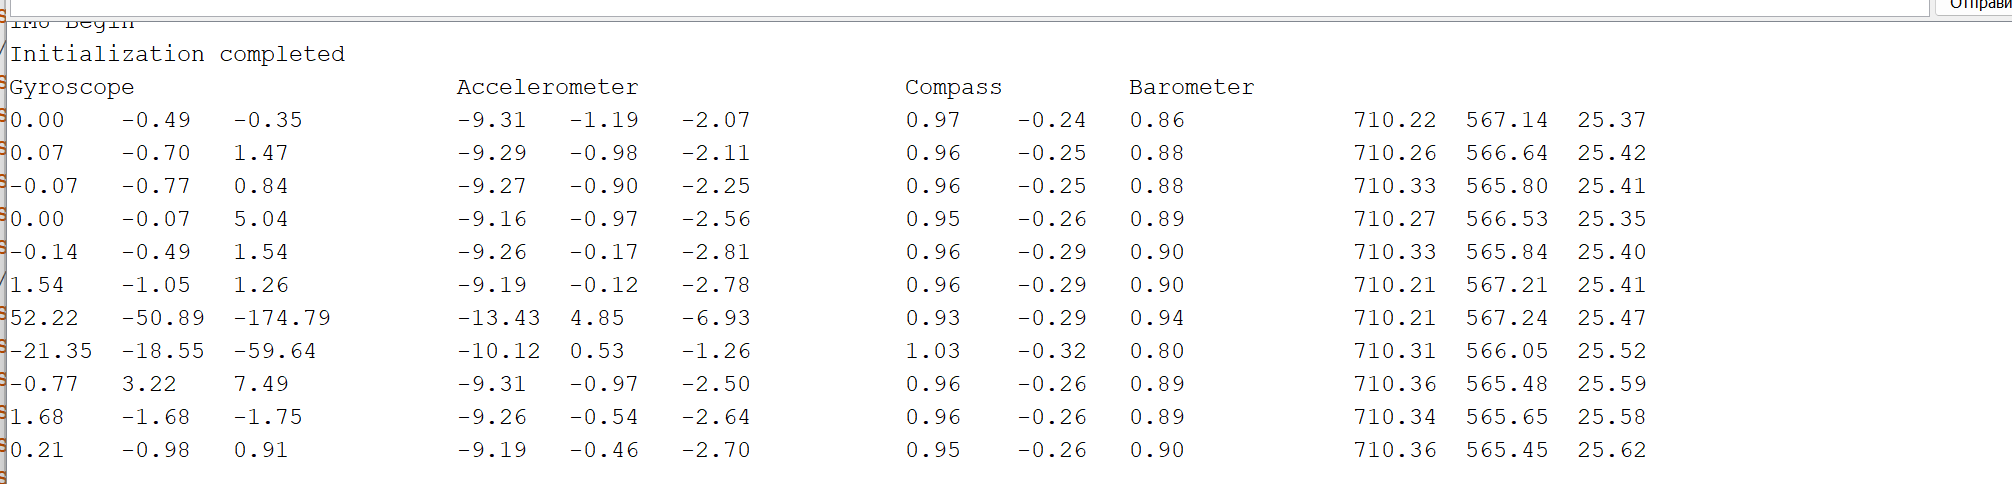 Отправи
IMU Begin
Initialization completed
Gyroscope Accelerometer Compass Barometer
0.00 -0.49 -0.35 -9.31 -1.19 -2.07 0.97 -0.24 0.86 710.22 567.14 25.37
0.07 -0.70 1.47 -9.29 -0.98 -2.11 0.96 -0.25 0.88 710.26 566.64 25.42
-0.07 -0.77 0.84 -9.27 -0.90 -2.25 0.96 -0.25 0.88 710.33 565.80 25.41
0.00 -0.07 5.04 -9.16 -0.97 -2.56 0.95 -0.26 0.89 710.27 566.53 25.35
-0.14 -0.49 1.54 -9.26 -0.17 -2.81 0.96 -0.29 0.90 710.33 565.84 25.40
1.54 -1.05 1.26 -9.19 -0.12 -2.78 0.96 -0.29 0.90 710.21 567.21 25.41
52.22 -50.89 -174.79 -13.43 4.85 -6.93 0.93 -0.29 0.94 710.21 567.24 25.47
-21.35 -18.55 -59.64 -10.12 0.53 -1.26 1.03 -0.32 0.80 710.31 566.05 25.52
-0.77 3.22 7.49 -9.31 -0.97 -2.50 0.96 -0.26 0.89 710.36 565.48 25.59
1.68 -1.68 -1.75 -9.26 -0.54 -2.64 0.96 -0.26 0.89 710.34 565.65 25.58
0.21 -0.98 0.91 -9.19 -0.46 -2.70 0.95 -0.26 0.90 710.36 565.45 25.62